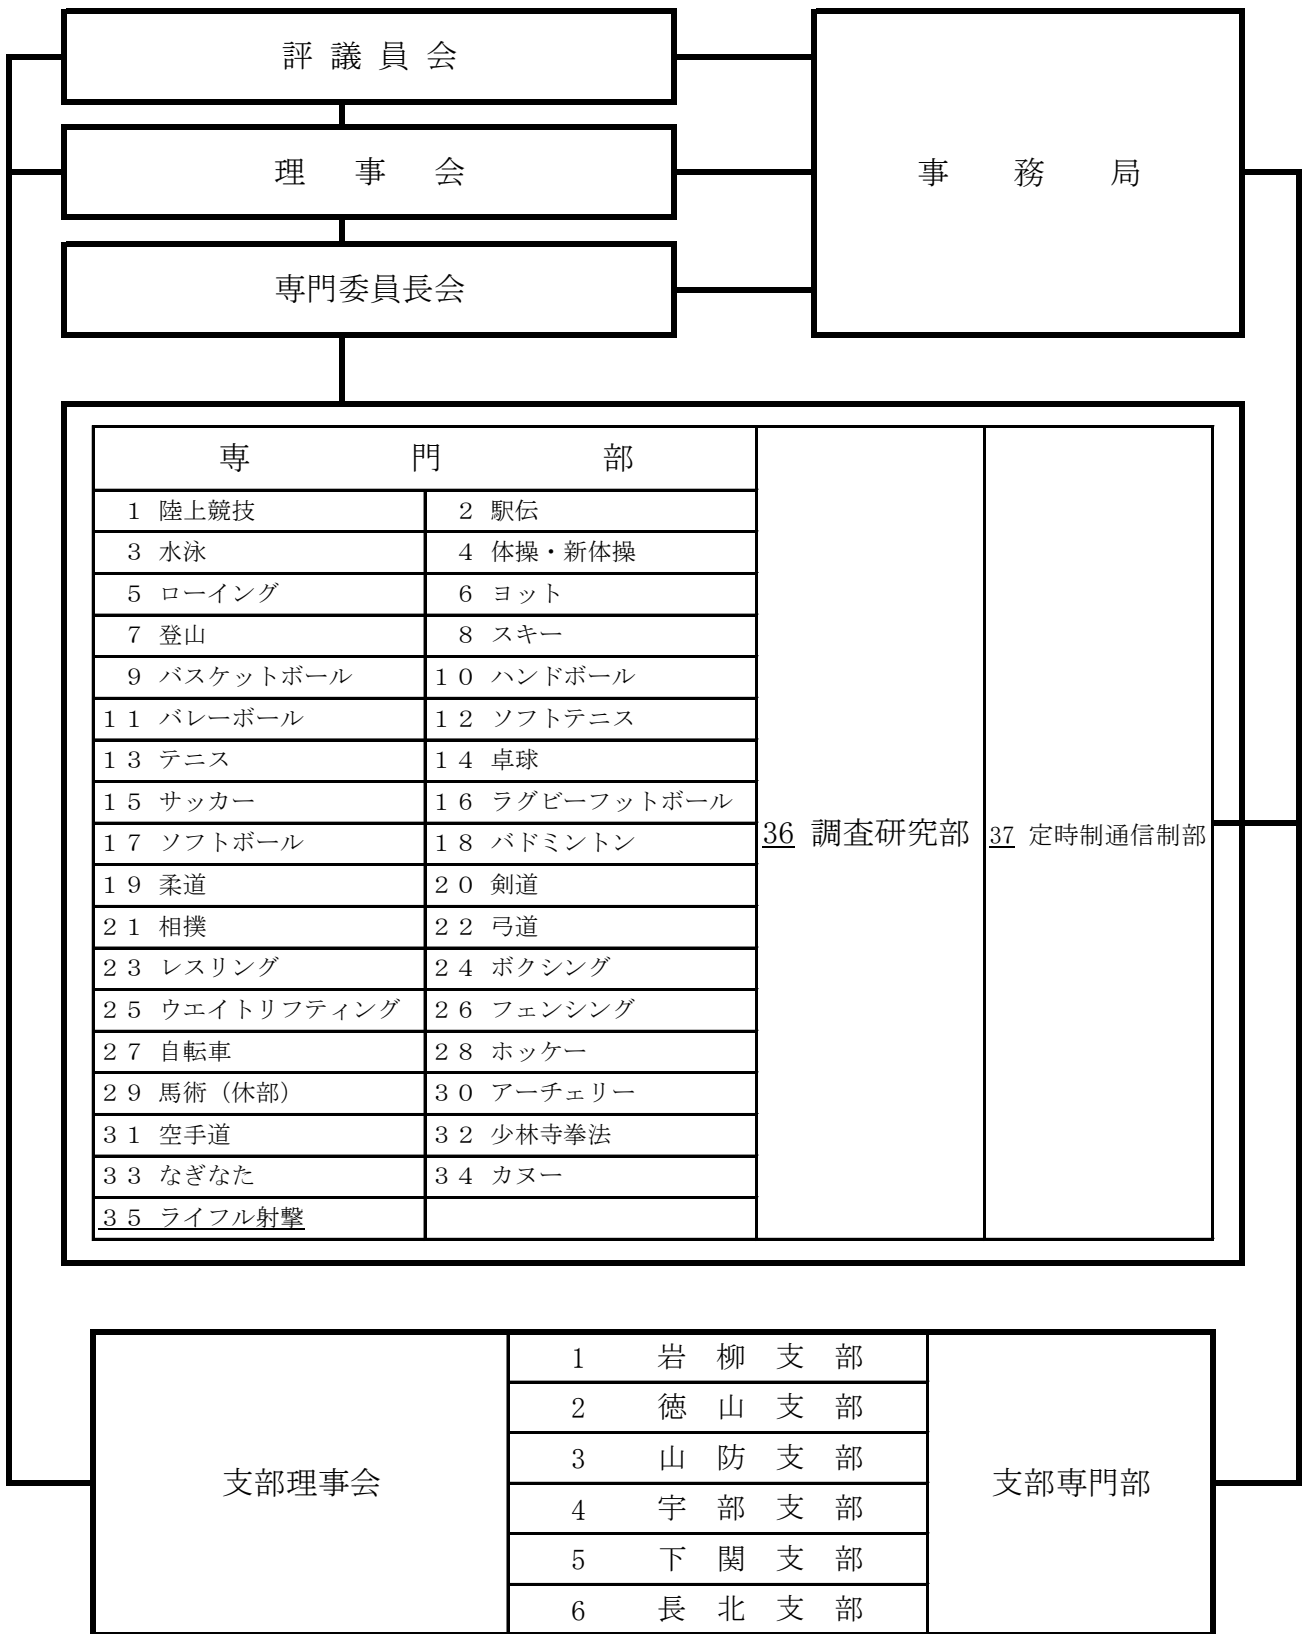 評議員会
理事会
事務局
専門委員長会
専門部
1 陸上競技
2 駅伝
3 水泳
4 体操・新体操
5 ローイング
6 ヨット
7 登山
8 スキー
9 バスケットボール
10 ハンドボール
11 バレーボール
12 ソフトテニス
13 テニス
14 卓球
15 サッカー
16 ラグビーフットボール
17 ソフトボール
18 バドミントン
19 柔道
20 剣道
21 相撲
22 弓道
23 レスリング
24 ボクシング
25 ウエイトリフティング
26 フェンシング
27 自転車
28 ホッケー
29 馬術（休部）
30 アーチェリー
31 空手道
32 少林寺拳法
33 なぎなた
34 カヌー
35 ライフル射撃
36 調査研究部
37 定時制通信制部
支部理事会
1 岩柳支部
2 徳山支部
3 山防支部
4 宇部支部
5 下関支部
6 長北支部
支部専門部